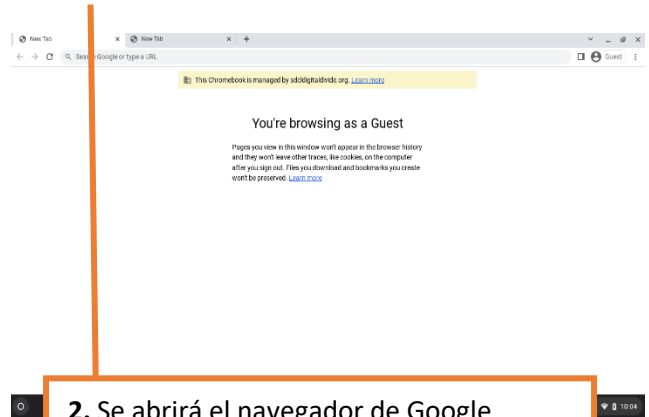 New Tab New Tab
Search Google or type a URL Guest
This Chromebook is managed by sdcldigitaldivide.org. Learn more
You're browsing as a Guest
Pages you view in this window won't appear in the browser history
and they won't leave other traces, like cookies, on the computer
after you sign out. Files you download and bookmarks you create
won't be preserved. Learn more
2. Se abrirá el navegador de Google
10:04